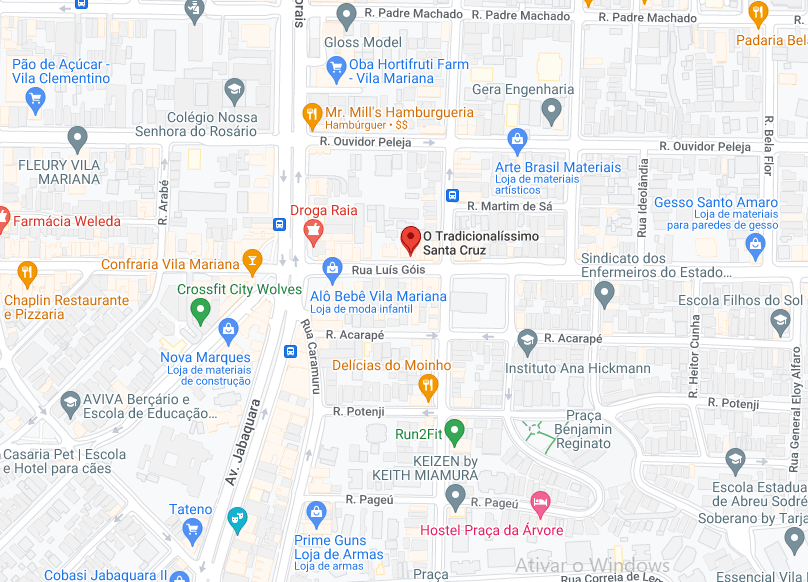 R. Padre Machado
R. Padre Machado
R. Padre Machado
orais
Gloss Model
Padaria Bela
Pão de Açúcar -
Vila Clementino
Oba Hortifruti Farm
- Vila Mariana
Gera Engenharia
Colégio Nossa
Senhora do Rosário
Mr. Mill's Hamburgueria
Hambúrguer • $$
R. Ouvidor Peleja
R. Ouvidor Peleja
R. Bela Flor
FLEURY VILA
MARIANA
Arte Brasil Materiais
Loja de materiais
artísticos
Rua Ideolândia
R. Arabé
R. Martim de Sá
Gesso Santo Amaro
Loja de materiais
para paredes de gesso
Farmácia Weleda
Droga Raia
O Tradicionalíssimo
Santa Cruz
Confraria Vila Mariana
Rua Luís Góis
Sindicato dos
Enfermeiros do Estado...
Chaplin Restaurante
e Pizzaria
Crossfit City Wolves
Alô Bebê Vila Mariana
Loja de moda infantil
Escola Filhos do Sol
Rua Caramuru
R. Acarapé
R. Acarapé
R. Heitor Cunha
Rua General Eloy Alfaro
Nova Marques
Loja de materiais
de construção
Delícias do Moinho
Instituto Ana Hickmann
AVIVA Berçário e
Escola de Educação...
Av. Jabaquara
R. Potenji
R. Potenji
Praça
Benjamin
Reginato
Run2Fit
Casaria Pet | Escola
e Hotel para cães
KEIZEN by
KEITH MIAMURA
R. Pageú
R. Pageú
Escola Estadua
de Abreu Sodré
Soberano by Tarja
Tateno
Hostel Praça da Árvore
Prime Guns
Loja de Armas
Loja de armas
Ativar o Windows
Cobasi Jabaquara II
Praça
Rua Correia de Le
Essencial Vila